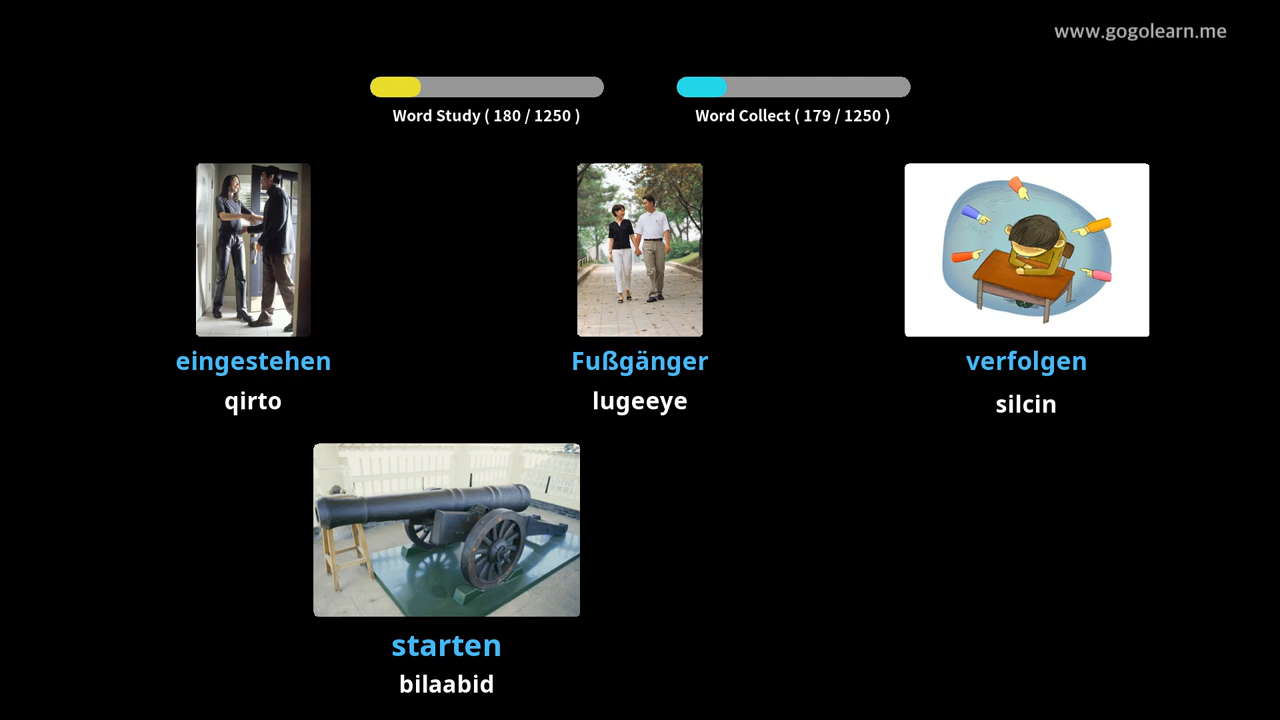 www.gogolearn.me
Word Study ( 180 / 1250 )
Word Collect ( 179 / 1250 )
eingestehen
qirto
Fußgänger
lugeeye
verfolgen
silcin
starten
bilaabid